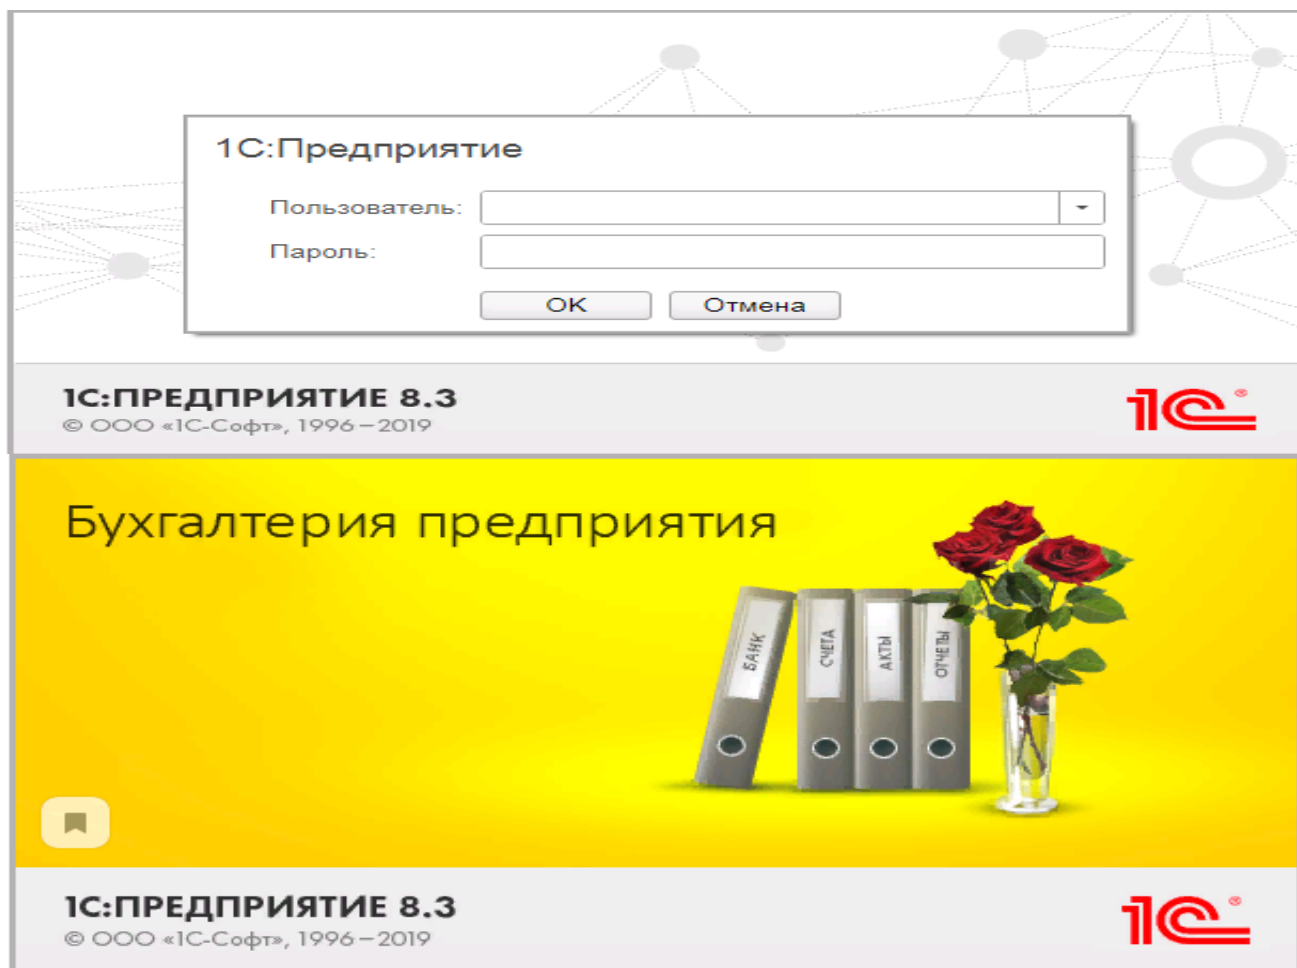 1С:Предприятие
Пользователь:
Пароль:
OK Отмена
1С:ПРЕДПРИЯТИЕ 8.3
© ООО «1С-Софт», 1996–2019
1С®
Бухгалтерия предприятия
БАНК
СЧЕТА
АКТЫ
ОТЧЕТЫ
1С:ПРЕДПРИЯТИЕ 8.3
© ООО «1С-Софт», 1996–2019
1С®